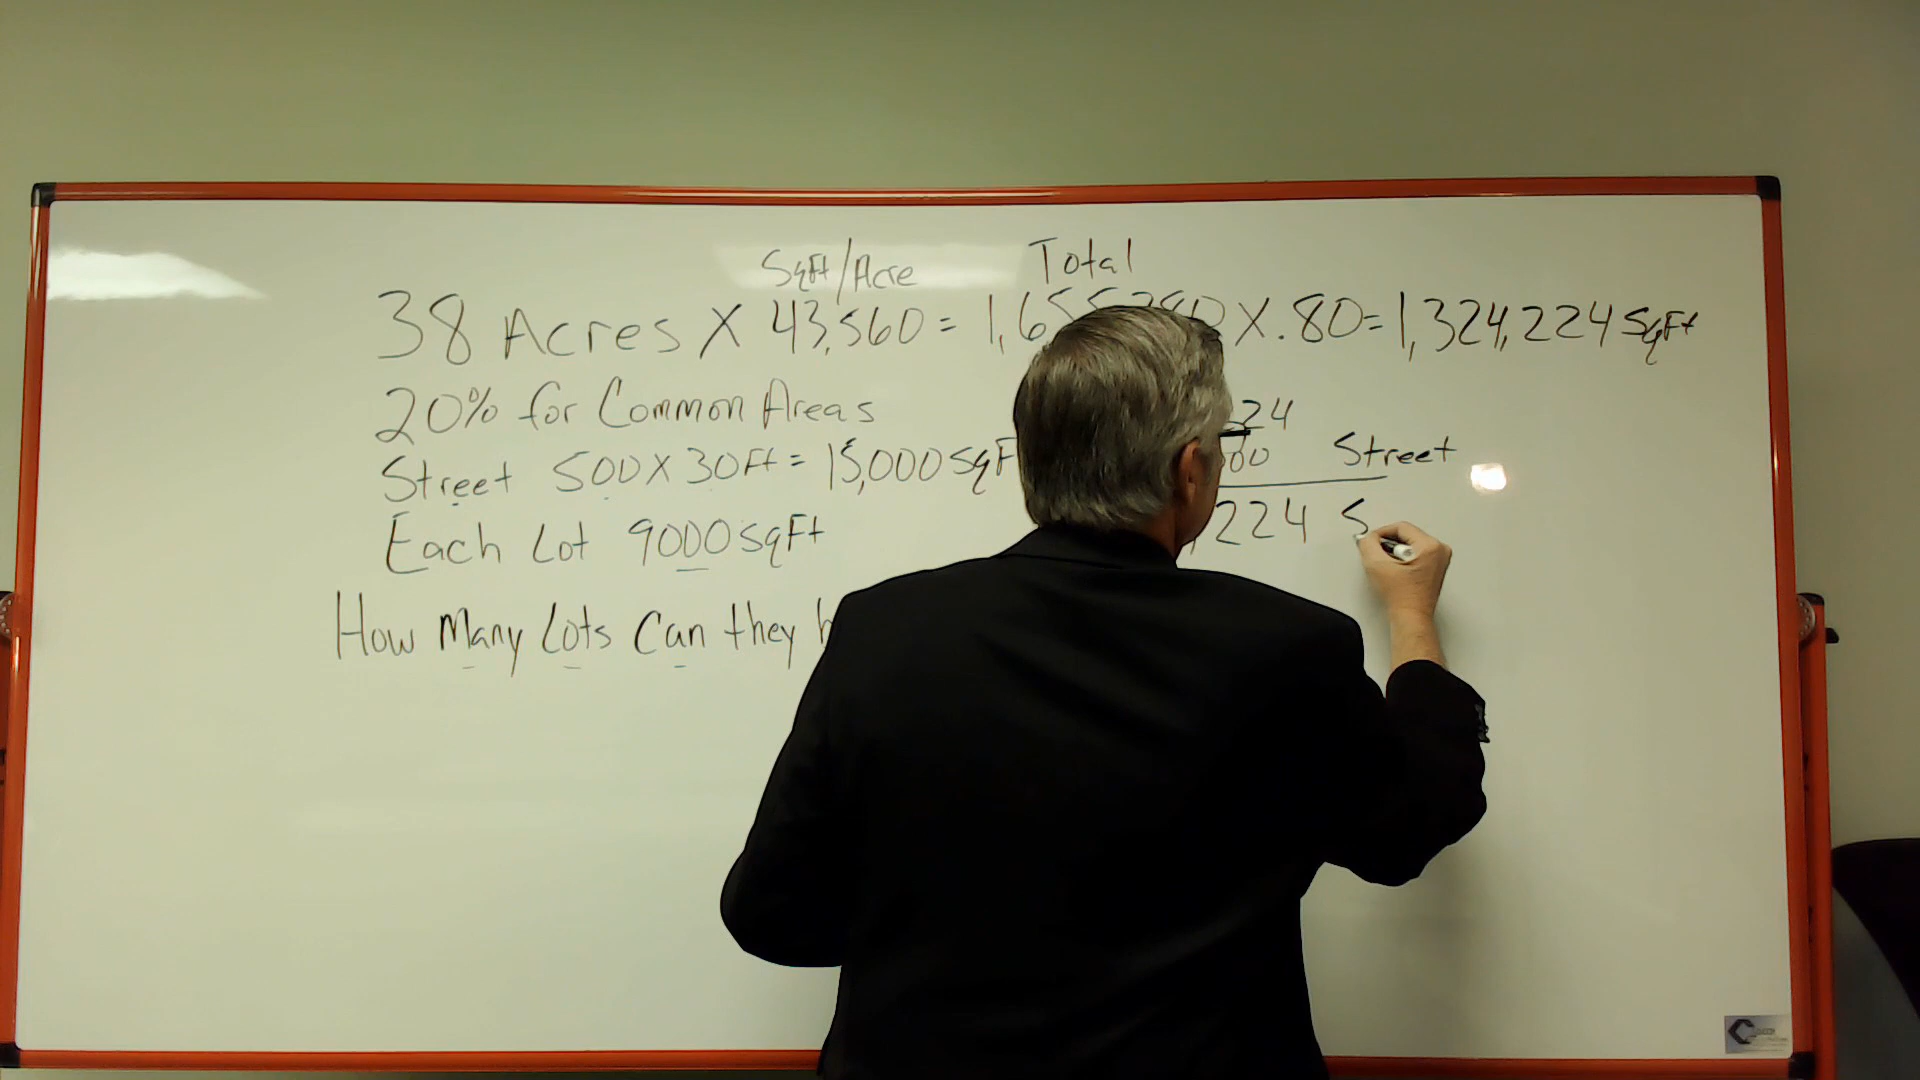 SqFt/Acre Total
38 Acres X 43,560 = 1,655280 X .80 = 1,324,224 SqFt
20% for Common Areas
24
Street 500 X 30Ft = 15,000 SqF
00 Street
Each Lot 9000 SqFt
224 S
How Many Lots Can they